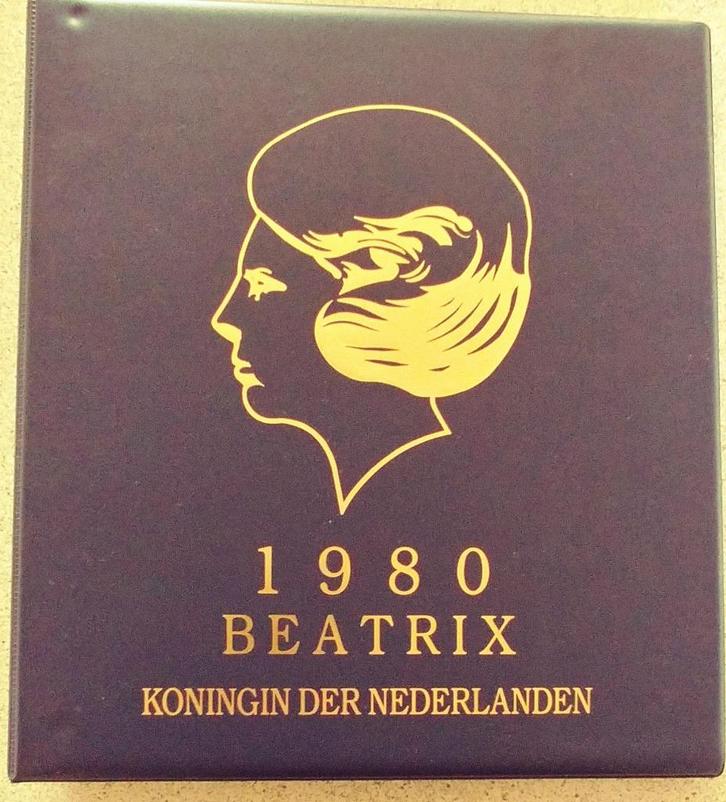 1980
BEATRIX
KONINGIN DER NEDERLANDEN